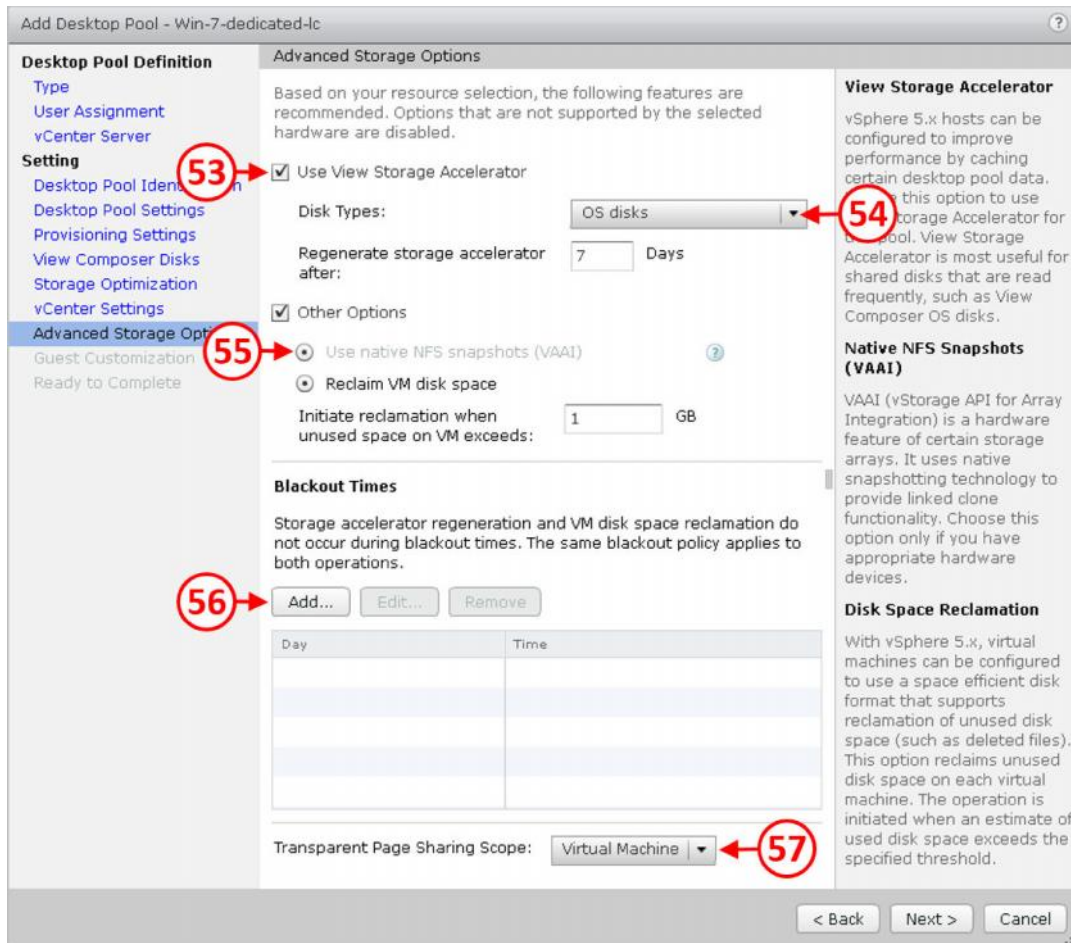 Add Desktop Pool - Win-7-dedicated-lc
?
Desktop Pool Definition
Type
User Assignment
vCenter Server
Setting
Desktop Pool Iden n
Desktop Pool Settings
Provisioning Settings
View Composer Disks
Storage Optimization
vCenter Settings
Advanced Storage Opt
Guest Customization
Ready to Complete
Advanced Storage Options
Based on your resource selection, the following features are
recommended. Options that are not supported by the selected
hardware are disabled.
53
Use View Storage Accelerator
Disk Types:
OS disks
54
Regenerate storage accelerator
after:
7
Days
Other Options
55
Use native NFS snapshots (VAAI)
?
Reclaim VM disk space
Initiate reclamation when
unused space on VM exceeds:
1
GB
Blackout Times
Storage accelerator regeneration and VM disk space reclamation do
not occur during blackout times. The same blackout policy applies to
both operations.
56
Add...
Edit...
Remove
Day
Time
Transparent Page Sharing Scope:
Virtual Machine
57
View Storage Accelerator
vSphere 5.x hosts can be
configured to improve
performance by caching
certain desktop pool data.
this option to use
torage Accelerator for
pool. View Storage
Accelerator is most useful for
shared disks that are read
frequently, such as View
Composer OS disks.
Native NFS Snapshots
(VAAI)
VAAI (vStorage API for Array
Integration) is a hardware
feature of certain storage
arrays. It uses native
snapshotting technology to
provide linked clone
functionality. Choose this
option only if you have
appropriate hardware
devices.
Disk Space Reclamation
With vSphere 5.x, virtual
machines can be configured
to use a space efficient disk
format that supports
reclamation of unused disk
space (such as deleted files).
This option reclaims unused
disk space on each virtual
machine. The operation is
initiated when an estimate of
used disk space exceeds the
specified threshold.
< Back
Next >
Cancel